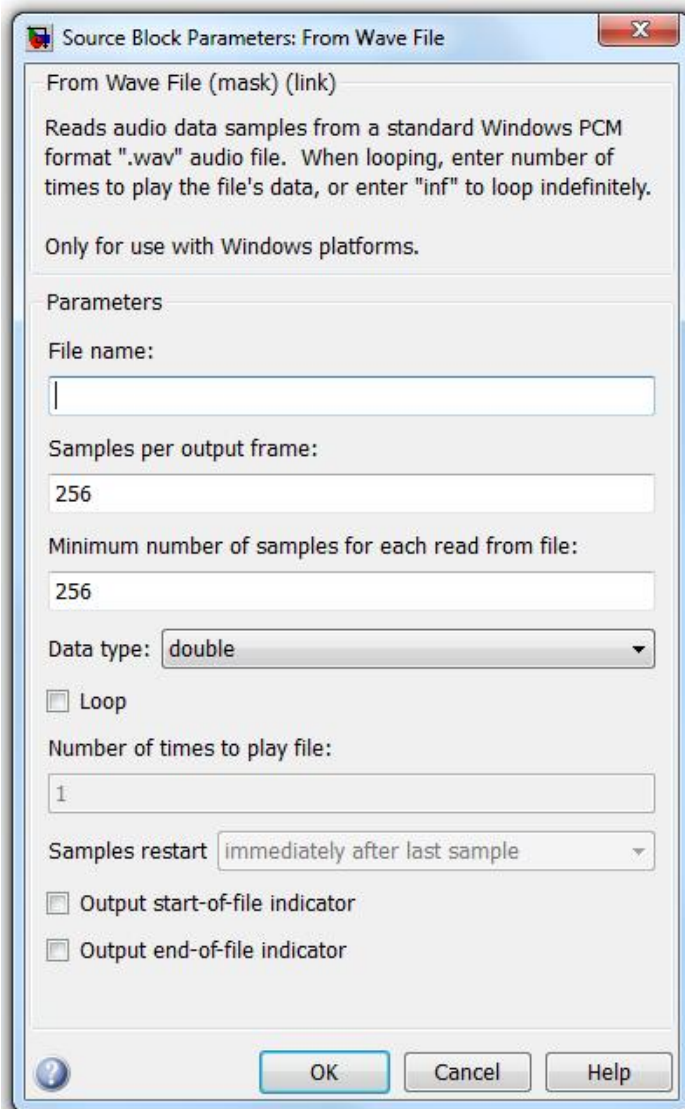 Source Block Parameters: From Wave File
From Wave File (mask) (link)
Reads audio data samples from a standard Windows PCM
format ".wav" audio file.  When looping, enter number of
times to play the file's data, or enter "inf" to loop indefinitely.
Only for use with Windows platforms.
Parameters
File name:
Samples per output frame:
256
Minimum number of samples for each read from file:
256
Data type: double
Loop
Number of times to play file:
1
Samples restart immediately after last sample
Output start-of-file indicator
Output end-of-file indicator
? OK Cancel Help